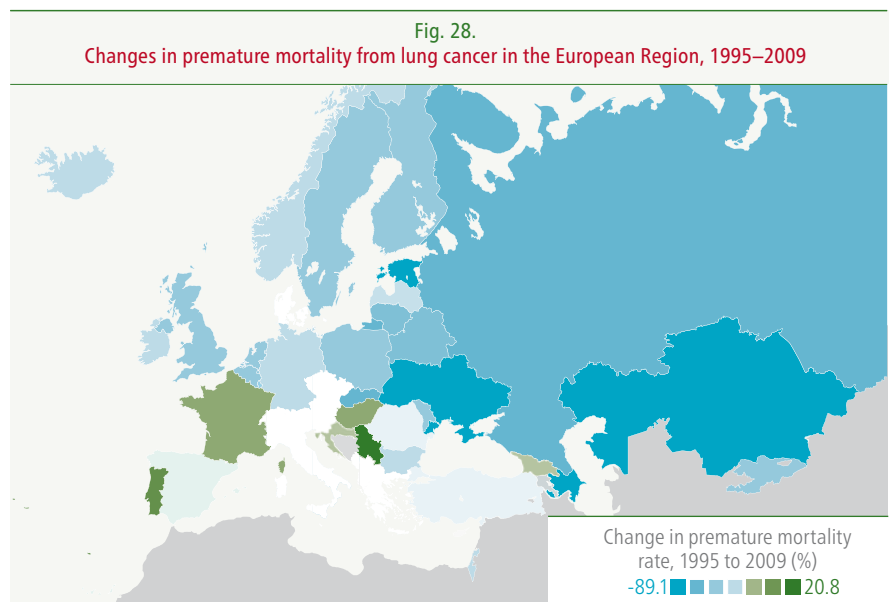 Fig. 28.
Changes in premature mortality from lung cancer in the European Region, 1995–2009
Change in premature mortality
rate, 1995 to 2009 (%)
-89.1 20.8